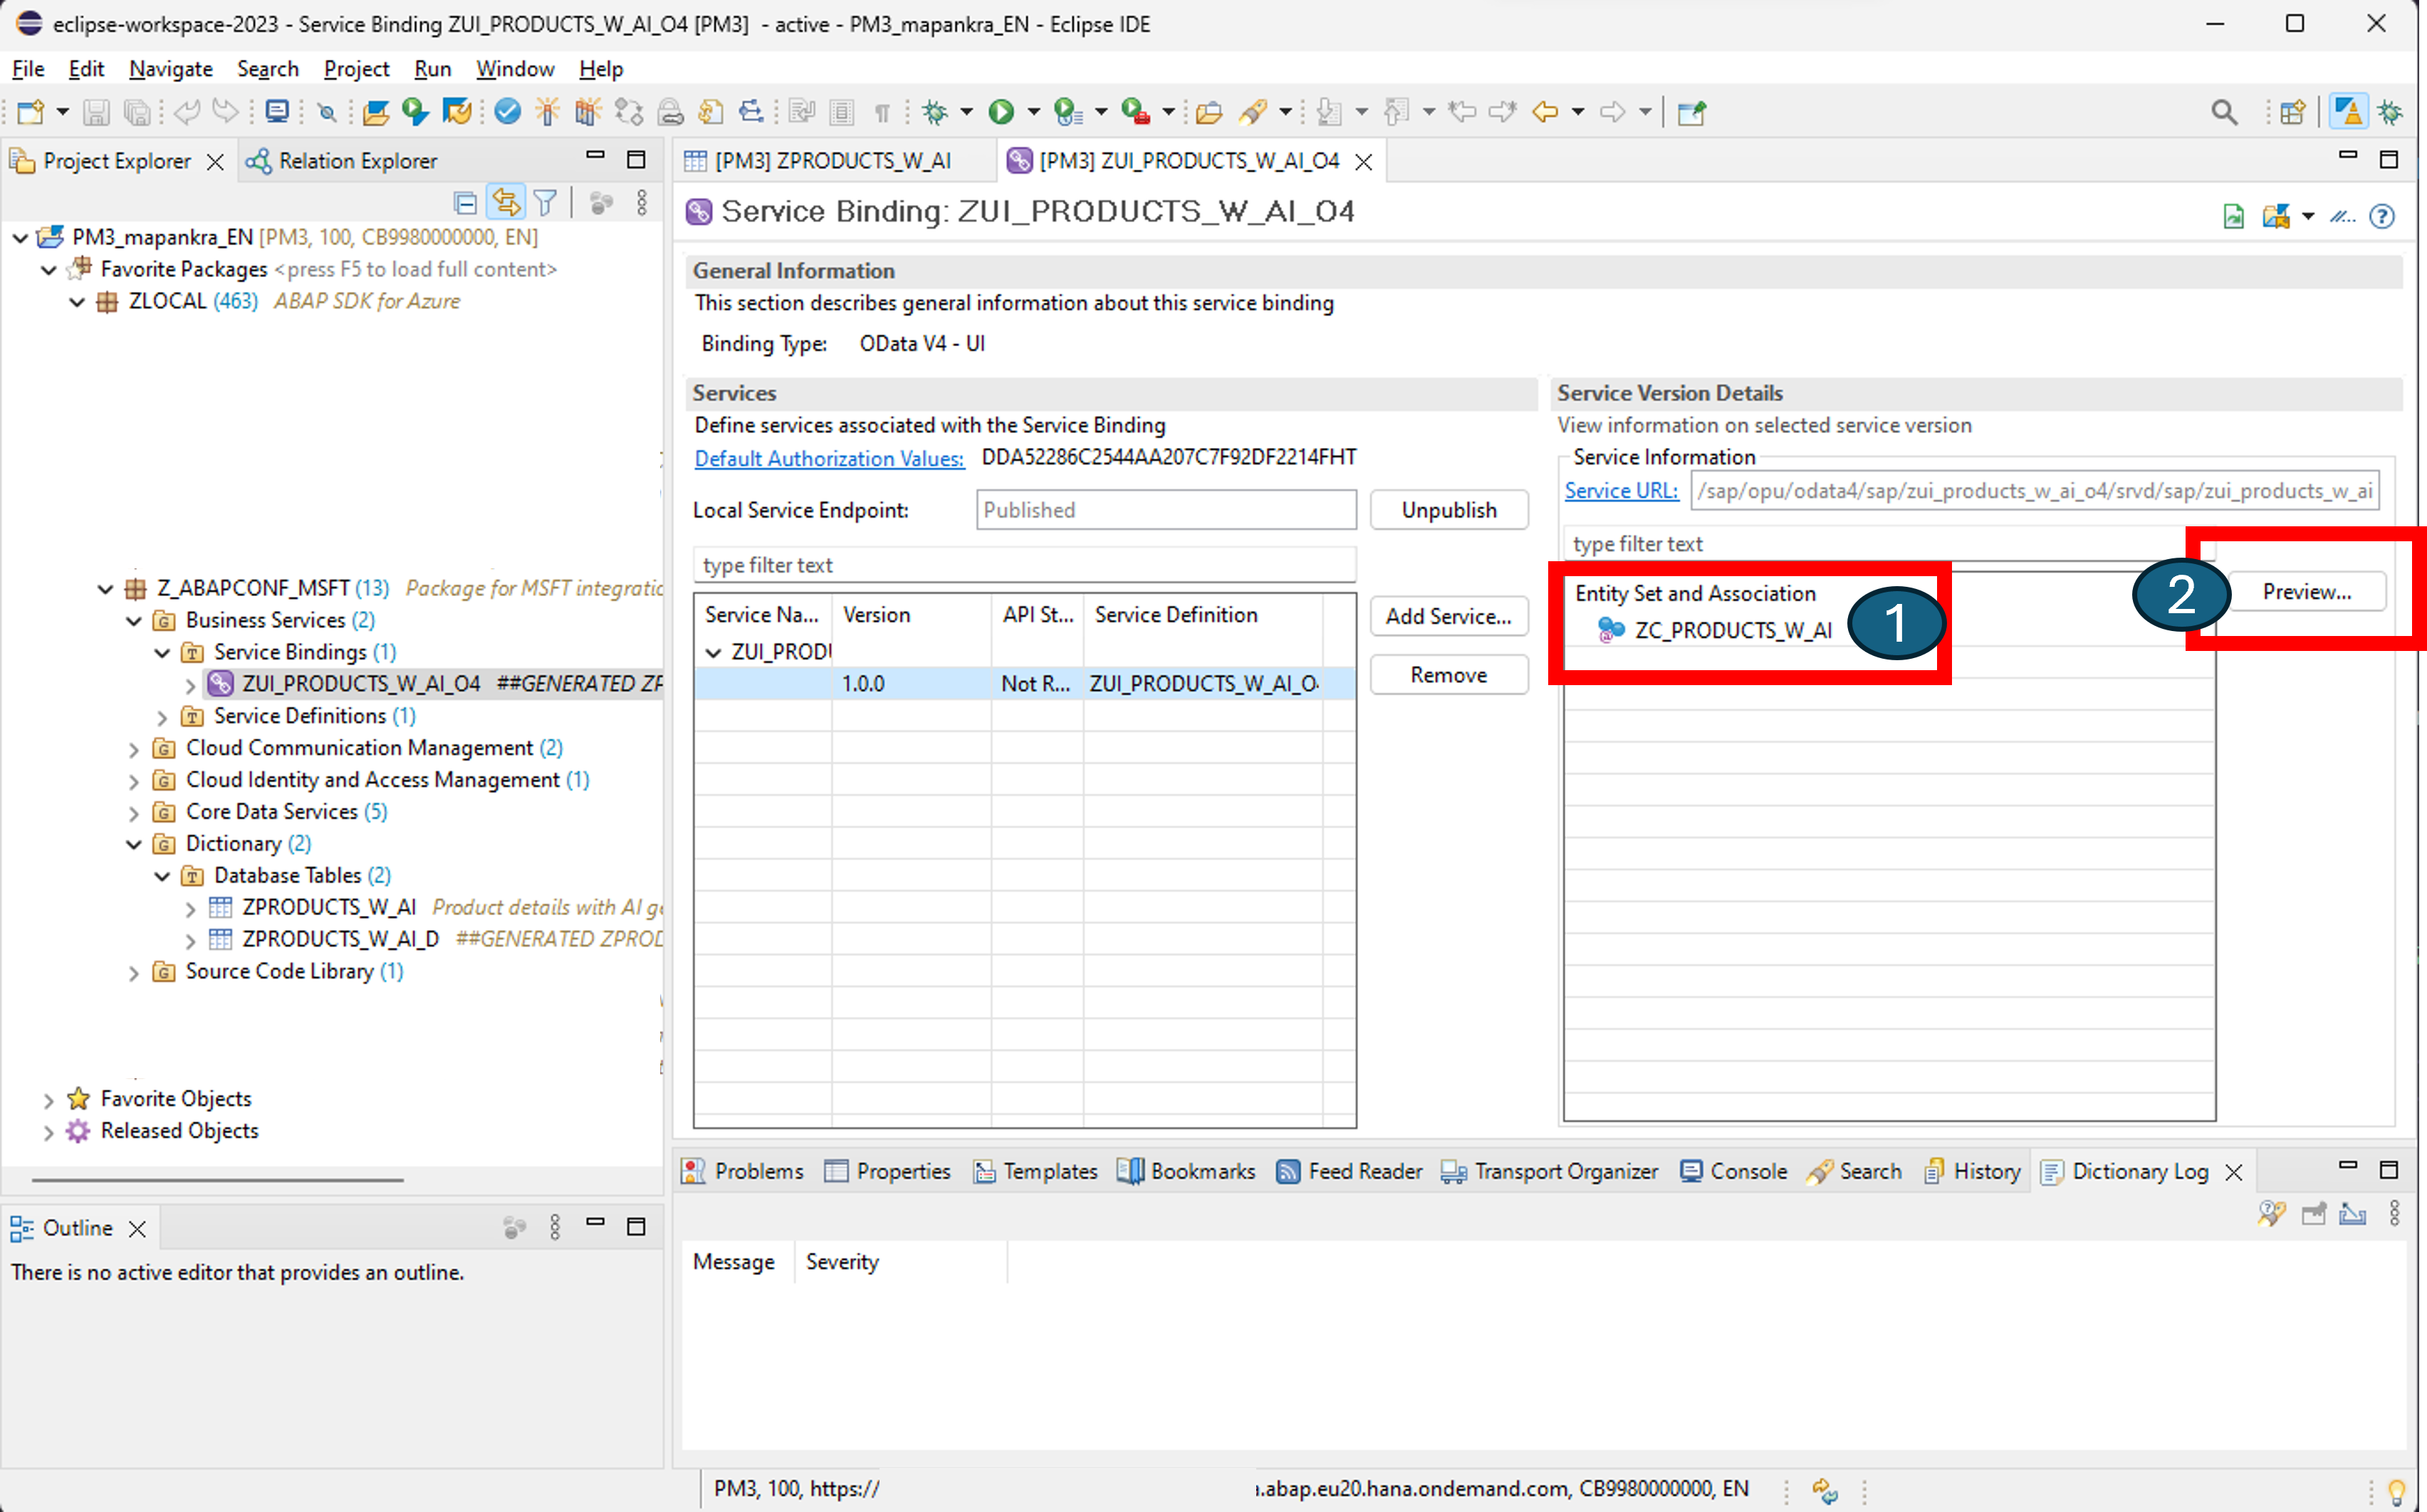 eclipse-workspace-2023 - Service Binding ZUI_PRODUCTS_W_AI_O4 [PM3]  - active - PM3_mapankra_EN - Eclipse IDE
File Edit Navigate Search Project Run Window Help
Project Explorer
Relation Explorer
PM3_mapankra_EN [PM3, 100, CB9980000000, EN]
Favorite Packages <press F5 to load full content>
ZLOCAL (463) ABAP SDK for Azure
Z_ABAPCONF_MSFT (13) Package for MSFT
Business Services (2)
Service Bindings (1)
ZUI_PRODUCTS_W_AI_O4 ##GENERATED
Service Definitions (1)
Cloud Communication Management (2)
Cloud Identity and Access Management (1)
Core Data Services (5)
Dictionary (2)
Database Tables (2)
ZPRODUCTS_W_AI Product details with AI
ZPRODUCTS_W_AI_D ##GENERATED
Source Code Library (1)
Favorite Objects
Released Objects
Outline
There is no active editor that provides an outline.
[PM3] ZPRODUCTS_W_AI
[PM3] ZUI_PRODUCTS_W_AI_O4
Service Binding: ZUI_PRODUCTS_W_AI_O4
General Information
This section describes general information about this service binding
Binding Type: OData V4 - UI
Services
Define services associated with the Service Binding
Default Authorization Values: DDA52286C2544AA207C7F92DF2214FHT
Local Service Endpoint: Published Unpublish
type filter text
Service Na... Version API St... Service Definition
ZUI_PRODU
1.0.0 Not R... ZUI_PRODUCTS_W_AI_O
Add Service...
Remove
Service Version Details
View information on selected service version
Service Information
Service URL: /sap/opu/odata4/sap/zui_products_w_ai_o4/srvd/sap/zui_products_w_ai
type filter text
Entity Set and Association
ZC_PRODUCTS_W_AI
1
2
Preview...
Problems Properties Templates Bookmarks Feed Reader Transport Organizer Console Search History Dictionary Log
Message Severity
PM3, 100, https://
.abap.eu20.hana.ondemand.com, CB9980000000, EN